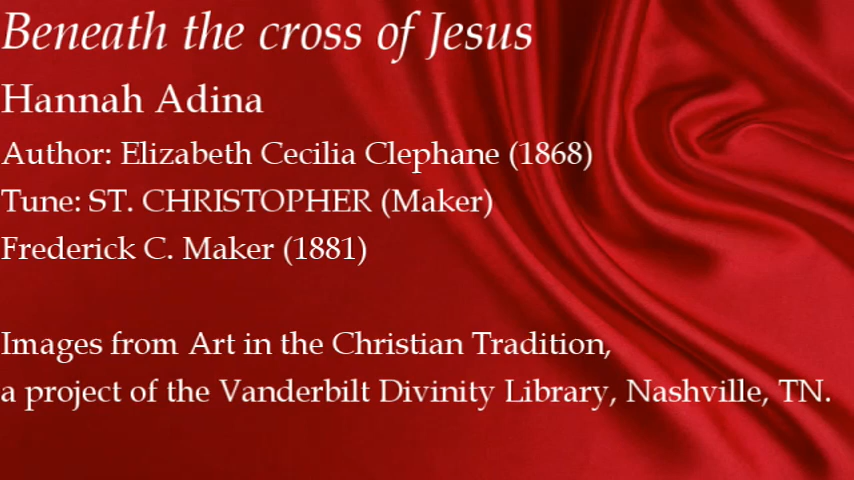 Beneath the cross of Jesus
Hannah Adina
Author: Elizabeth Cecilia Clephane (1868)
Tune: ST. CHRISTOPHER (Maker)
Frederick C. Maker (1881)
Images from Art in the Christian Tradition,
a project of the Vanderbilt Divinity Library, Nashville, TN.